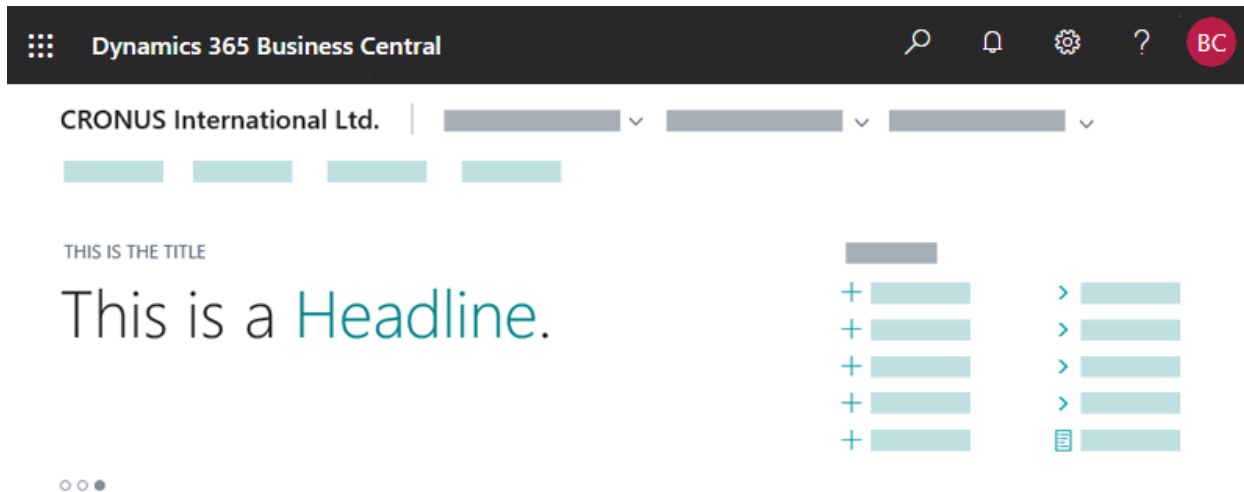 Dynamics 365 Business Central
?
BC
CRONUS International Ltd.
THIS IS THE TITLE
This is a Headline.